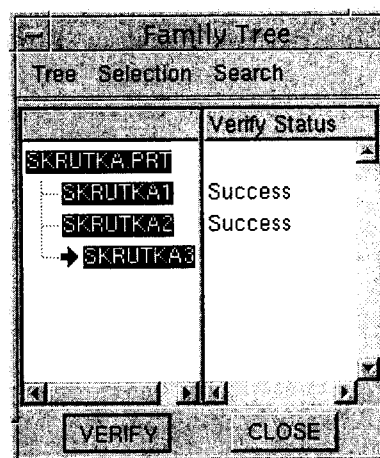 Family Tree
Tree Selection Search
Verify Status
SKRUTKA.PRT
SKRUTKA1 Success
SKRUTKA2 Success
SKRUTKA3
VERIFY CLOSE